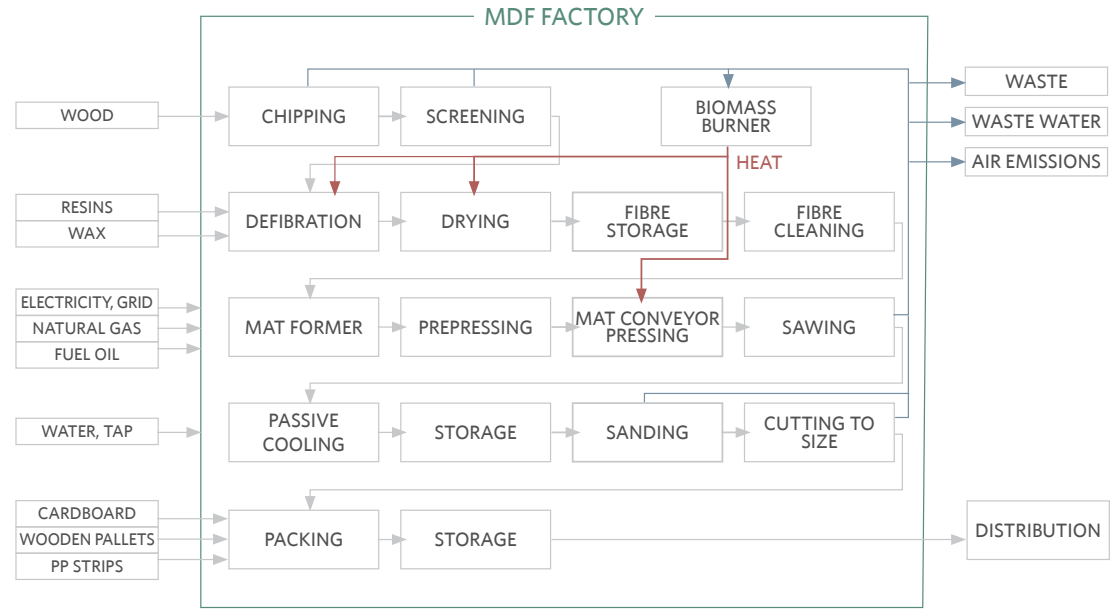 MDF FACTORY
WASTE
WOOD
CHIPPING
SCREENING
BIOMASS
BURNER
WASTE WATER
AIR EMISSIONS
HEAT
RESINS
WAX
DEFIBRATION
DRYING
FIBRE
STORAGE
FIBRE
CLEANING
ELECTRICITY, GRID
NATURAL GAS
FUEL OIL
MAT FORMER
PREPRESSING
MAT CONVEYOR
PRESSING
SAWING
WATER, TAP
PASSIVE
COOLING
STORAGE
SANDING
CUTTING TO
SIZE
CARDBOARD
WOODEN PALLETS
PP STRIPS
PACKING
STORAGE
DISTRIBUTION